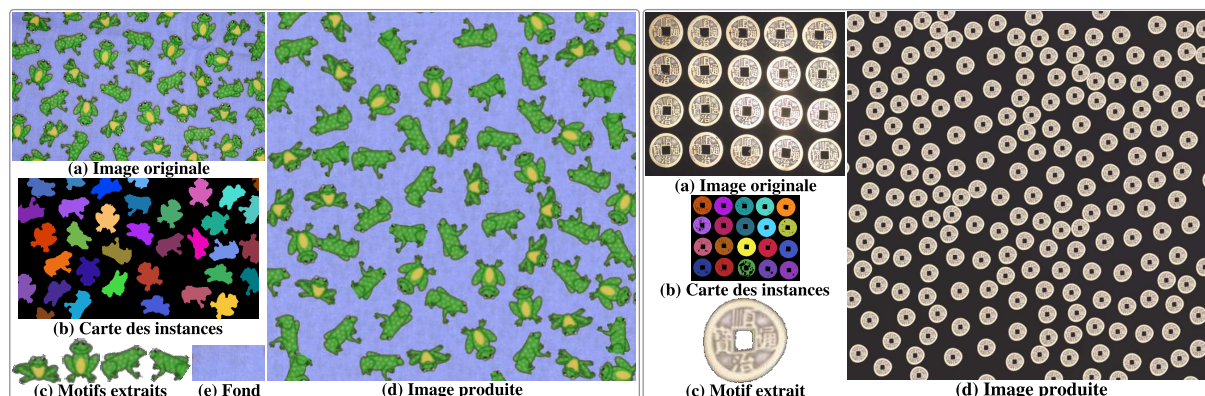 (a) Image originale
(b) Carte des instances
(c) Motifs extraits
(e) Fond
(d) Image produite
(a) Image originale
(b) Carte des instances
(c) Motif extrait
(d) Image produite